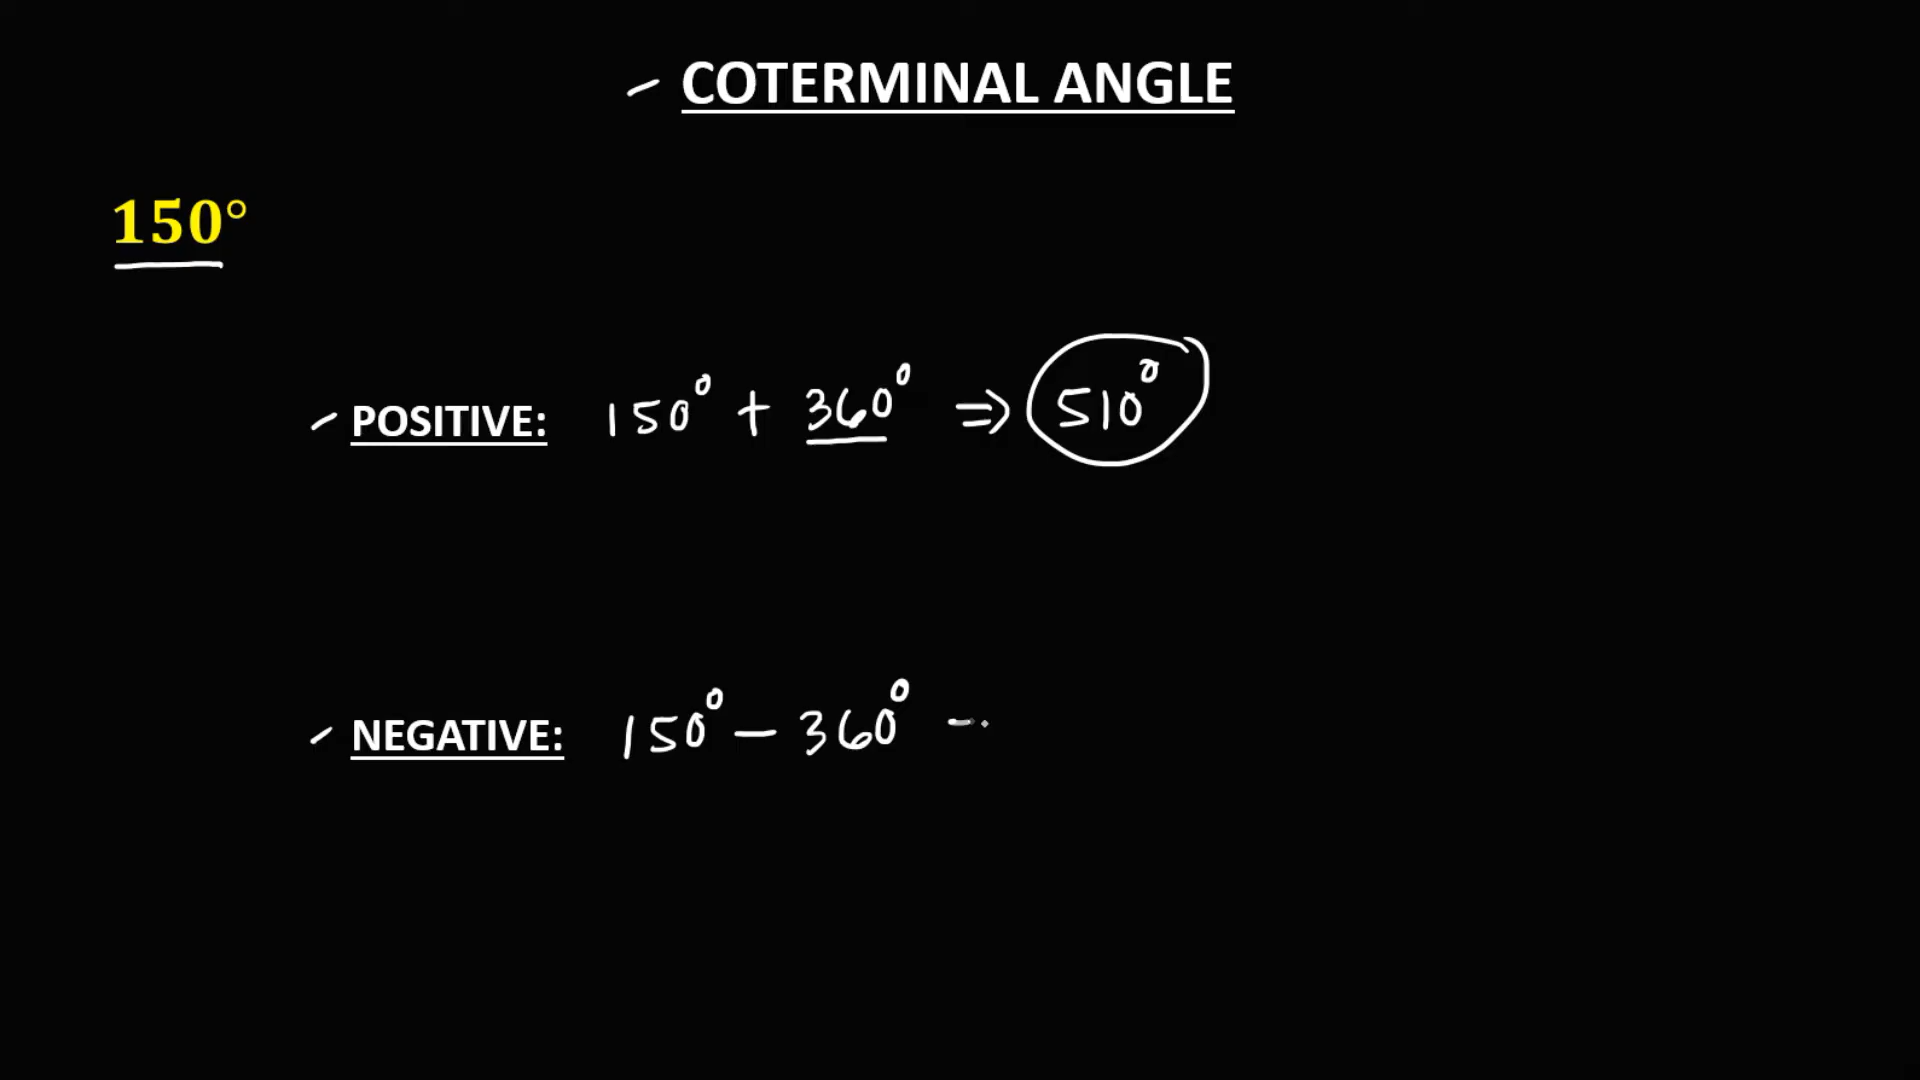 COTERMINAL ANGLE
150°
POSITIVE: 150° + 360° ⇒ 510°
NEGATIVE: 150° − 360°